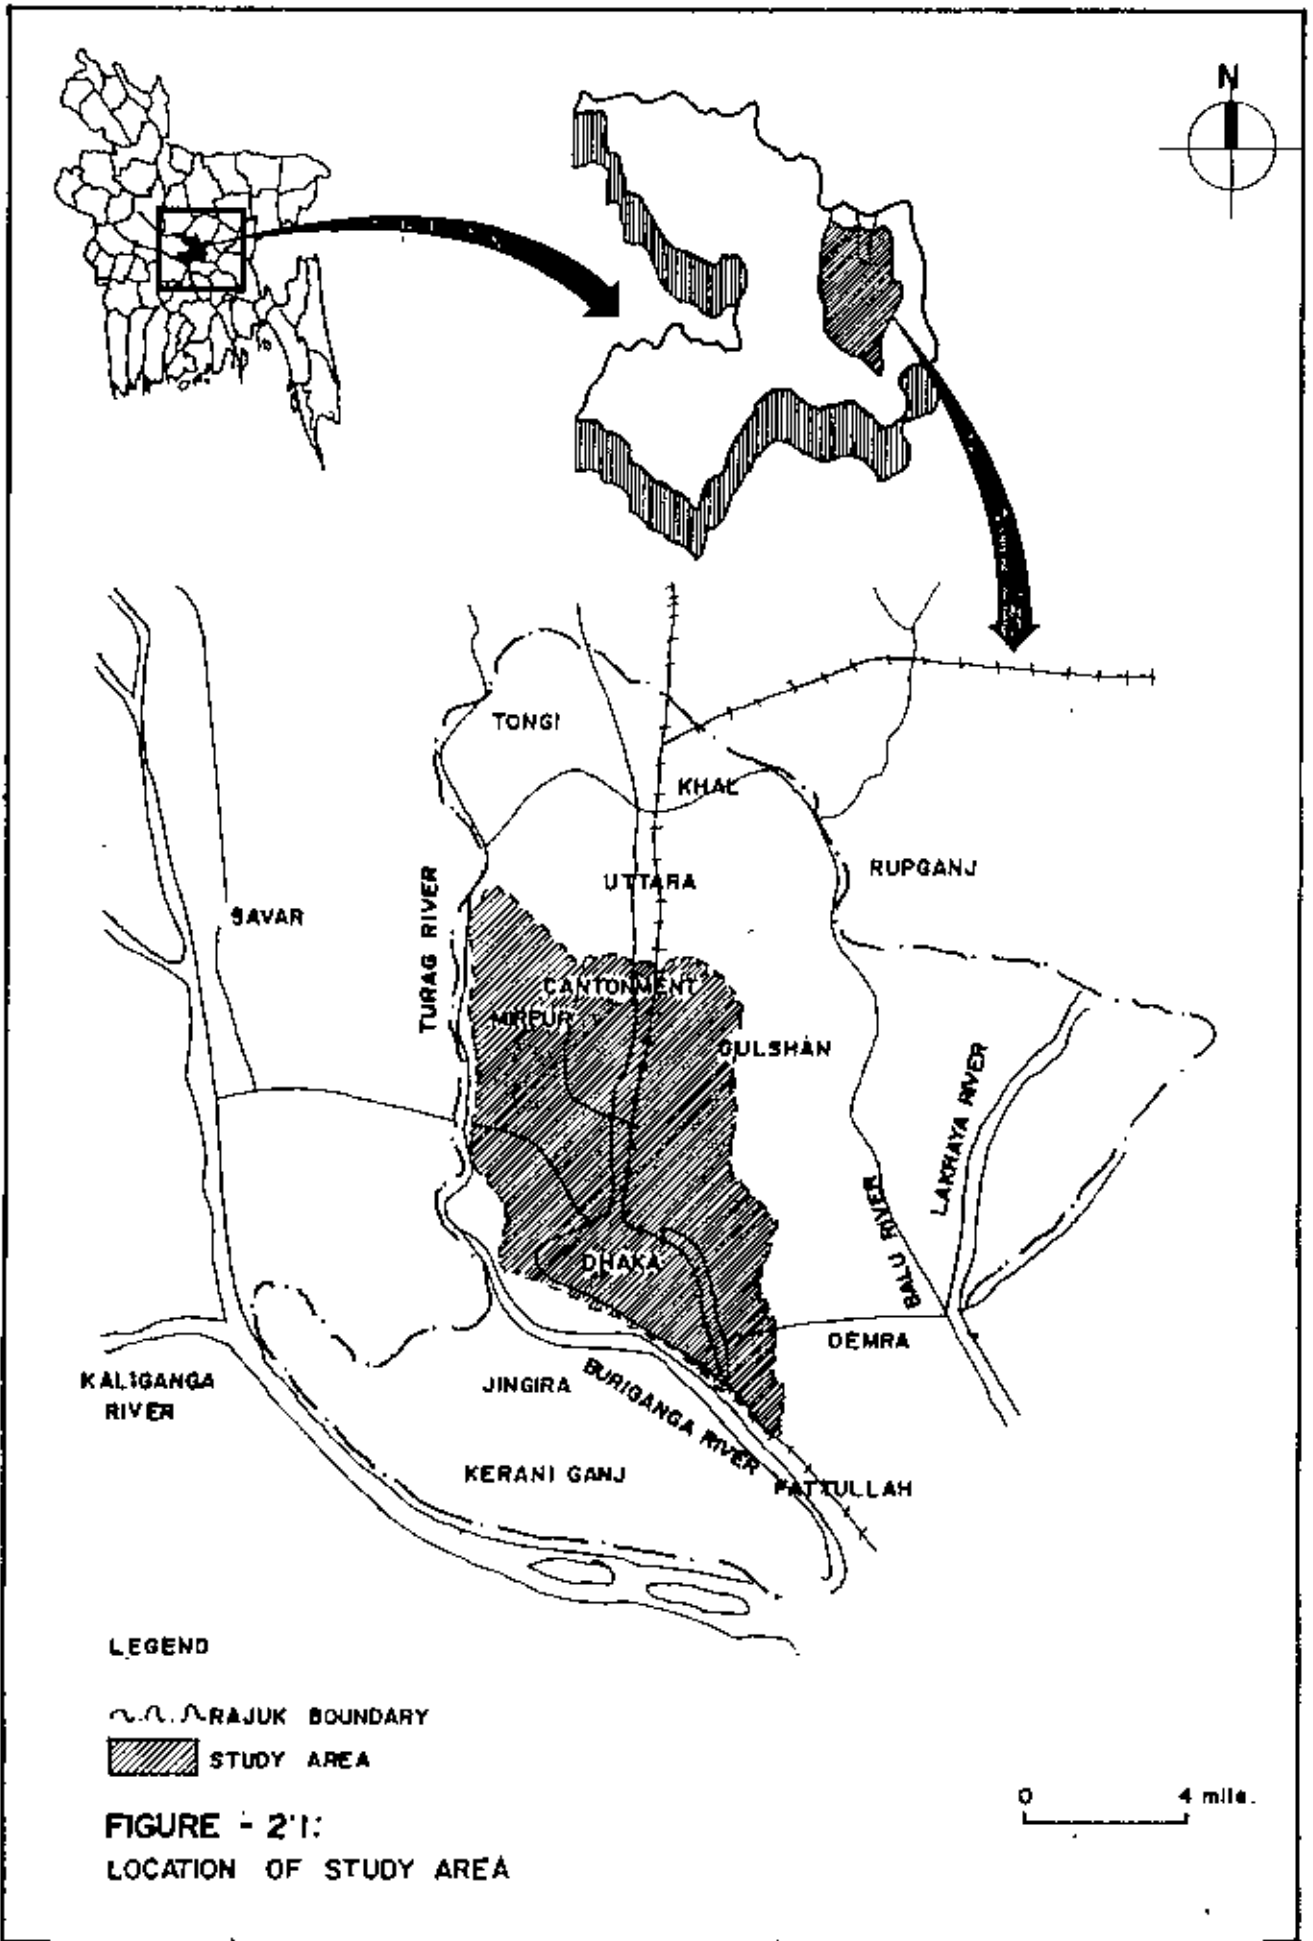 N
TONGI
KHAL
UTTARA
RUPGANJ
SAVAR
TURAG RIVER
CANTONMENT
MIRPUR
GULSHAN
LAKHAYA RIVER
BALU RIVER
DHAKA
DEMRA
KALIGANGA
RIVER
JINGIRA
BURIGANGA RIVER
KERANI GANJ
FATTULLAH
LEGEND
RAJUK BOUNDARY
STUDY AREA
0 4 mile.
FIGURE - 2'1:
LOCATION OF STUDY AREA